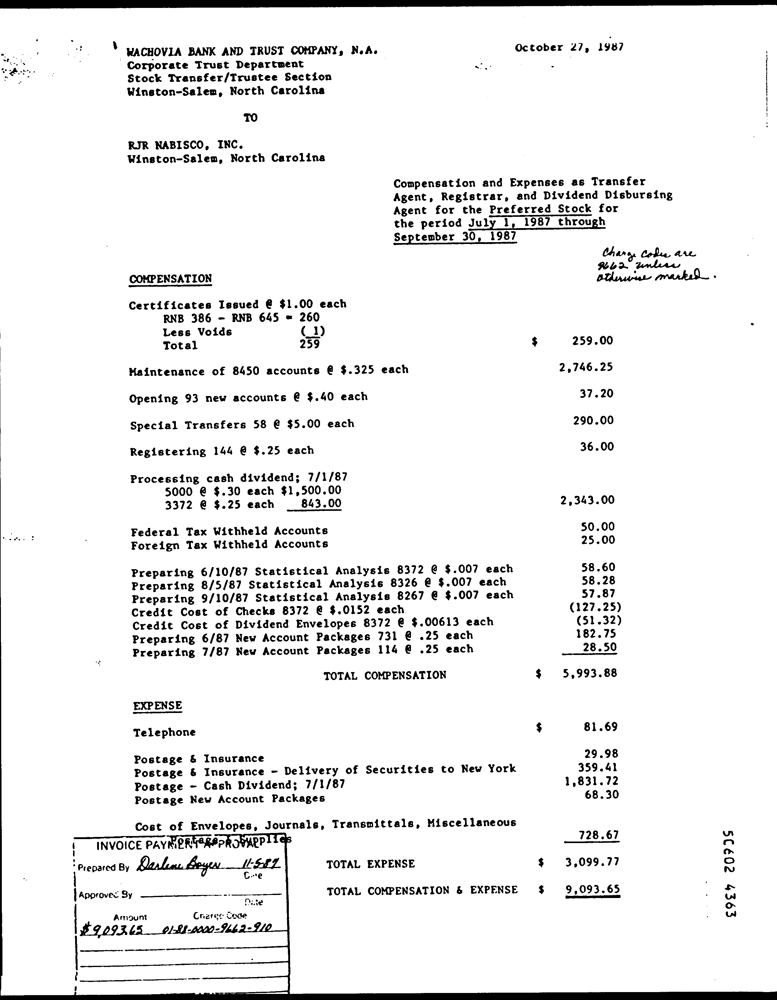 WACHOVIA BANK AND TRUST COMPANY, N.A. October 27, 1987
Corporate Trust Department
Stock Transfer/Trustee Section
Winston-Salem, North Carolina
TO
RJR NABISCO, INC.
Winston-Salem, North Carolina
Compensation and Expenses as Transfer
Agent, Registrar, and Dividend Disbursing
Agent for the Preferred Stock for
the period July 1, 1987 through
September 30, 1987
Charge Codes are
9662 unless
otherwise marked.
COMPENSATION
Certificates Issued @ $1.00 each
RNB 386 - RNB 645 = 260
Less Voids (1)
Total 259 $ 259.00
Maintenance of 8450 accounts @ $.325 each 2,746.25
Opening 93 new accounts @ $.40 each 37.20
Special Transfers 58 @ $5.00 each 290.00
Registering 144 @ $.25 each 36.00
Processing cash dividend; 7/1/87
5000 @ $.30 each $1,500.00
3372 @ $.25 each 843.00 2,343.00
Federal Tax Withheld Accounts 50.00
Foreign Tax Withheld Accounts 25.00
Preparing 6/10/87 Statistical Analysis 8372 @ $.007 each 58.60
Preparing 8/5/87 Statistical Analysis 8326 @ $.007 each 58.28
Preparing 9/10/87 Statistical Analysis 8267 @ $.007 each 57.87
Credit Cost of Checks 8372 @ $.0152 each (127.25)
Credit Cost of Dividend Envelopes 8372 @ $.00613 each (51.32)
Preparing 6/87 New Account Packages 731 @ .25 each 182.75
Preparing 7/87 New Account Packages 114 @ .25 each 28.50
TOTAL COMPENSATION $ 5,993.88
EXPENSE
Telephone $ 81.69
Postage & Insurance 29.98
Postage & Insurance - Delivery of Securities to New York 359.41
Postage - Cash Dividend; 7/1/87 1,831.72
Postage New Account Packages 68.30
Cost of Envelopes, Journals, Transmittals, Miscellaneous
Supplies 728.67
INVOICE PAYMENT APPROVAL
Prepared By Darlene Boyer 11-5-87
Date
TOTAL EXPENSE $ 3,099.77
Approved By
Date
TOTAL COMPENSATION & EXPENSE $ 9,093.65
Amount Charge Code
$9,093.65 01-88-0000-9662-910
50602 4363